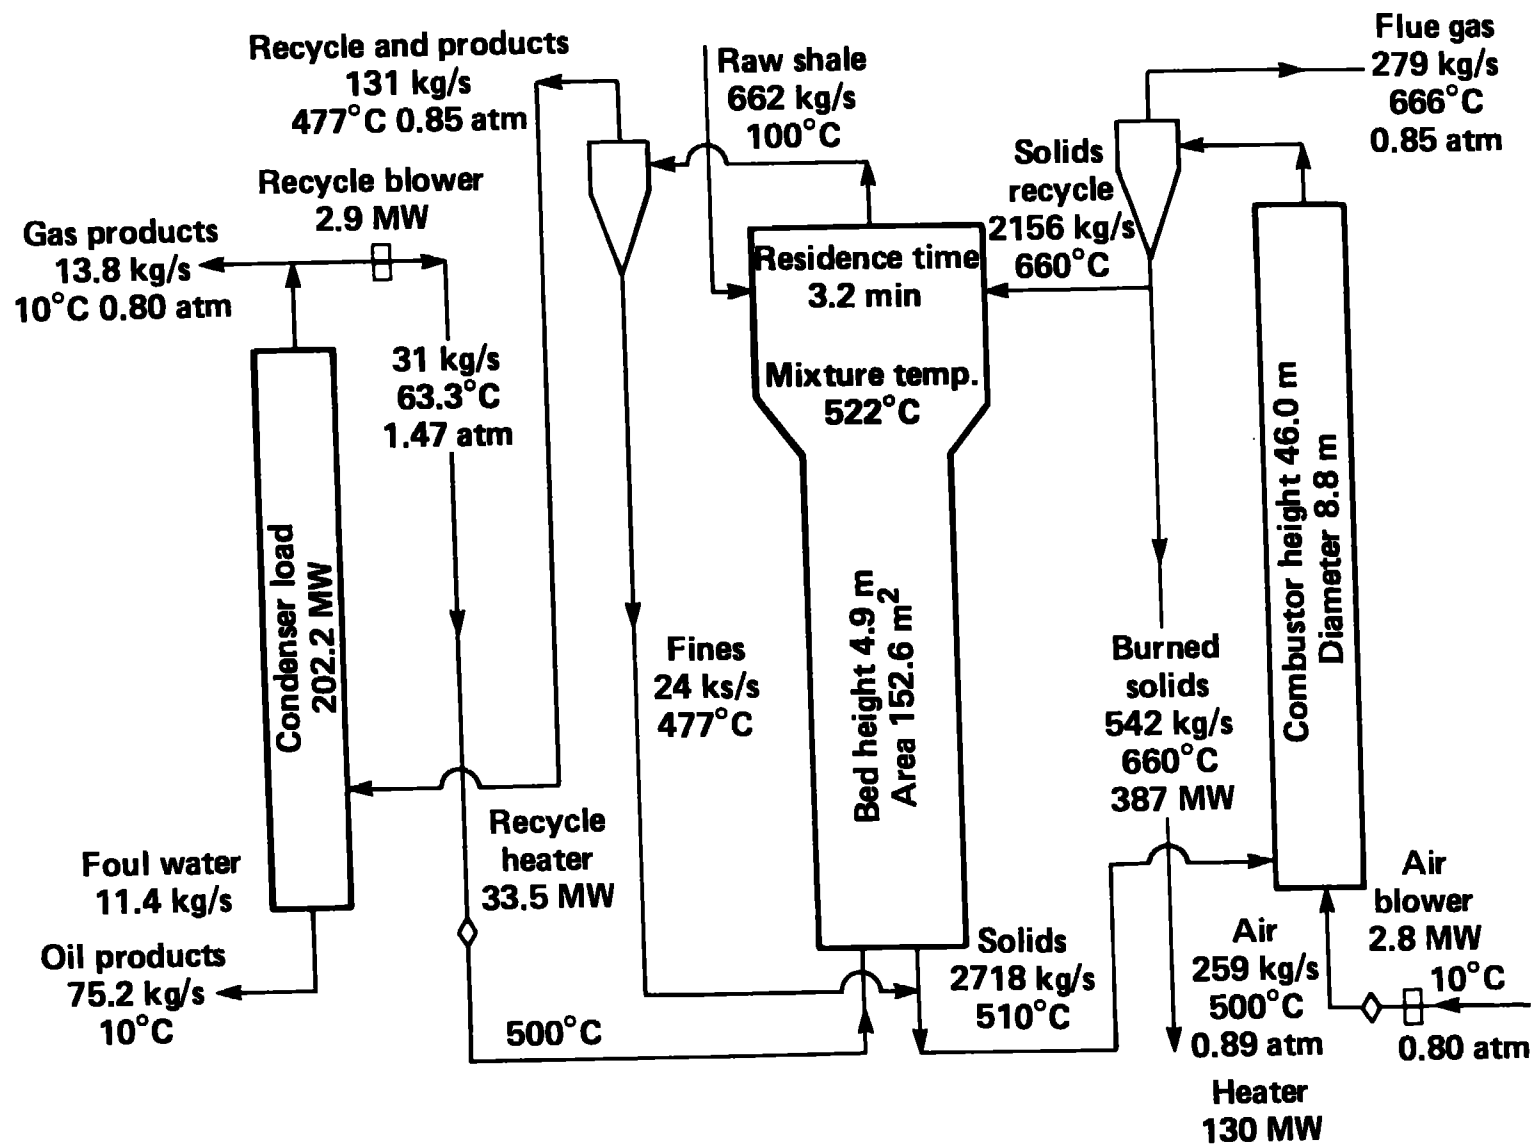 Recycle and products
131 kg/s
477°C 0.85 atm
Recycle blower
2.9 MW
Gas products
13.8 kg/s
10°C 0.80 atm
31 kg/s
63.3°C
1.47 atm
Condenser load
202.2 MW
Foul water
11.4 kg/s
Oil products
75.2 kg/s
10°C
Recycle
heater
33.5 MW
500°C
Fines
24 ks/s
477°C
Raw shale
662 kg/s
100°C
Residence time
3.2 min
Mixture temp.
522°C
Bed height 4.9 m
Area 152.6 m²
Solids
2718 kg/s
510°C
Solids
recycle
2156 kg/s
660°C
Flue gas
279 kg/s
666°C
0.85 atm
Burned
solids
542 kg/s
660°C
387 MW
Combustor height 46.0 m
Diameter 8.8 m
Air
blower
2.8 MW
10°C
0.80 atm
Air
259 kg/s
500°C
0.89 atm
Heater
130 MW